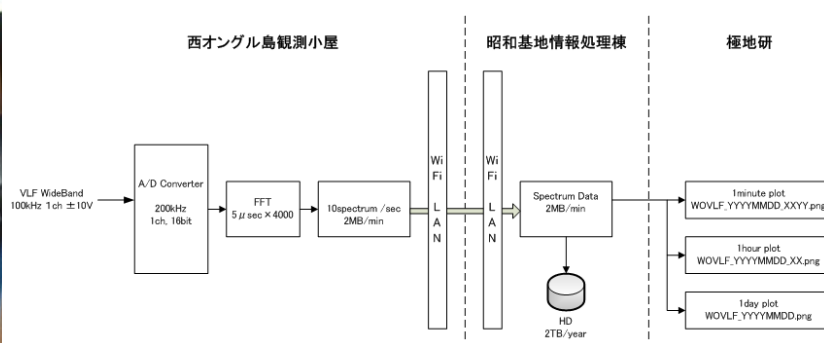 西オングル島観測小屋
昭和基地情報処理棟
極地研
VLF WideBand
100kHz 1ch ±10V
A/D Converter
200kHz
1ch, 16bit
FFT
5μsec×4000
10spectrum /sec
2MB/min
Wi
Fi
L
A
N
Wi
Fi
L
A
N
Spectrum Data
2MB/min
HD
2TB/year
1minute plot
WOVLF_YYYYMMDD_XXYY.png
1hour plot
WOVLF_YYYYMMDD_XX.png
1day plot
WOVLF_YYYYMMDD.png